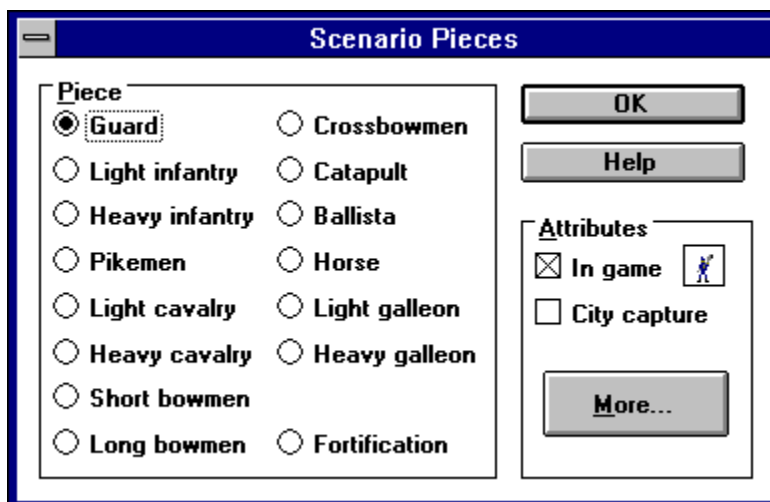 Scenario Pieces
Piece
Guard
Light infantry
Heavy infantry
Pikemen
Light cavalry
Heavy cavalry
Short bowmen
Long bowmen
Crossbowmen
Catapult
Ballista
Horse
Light galleon
Heavy galleon
Fortification
OK
Help
Attributes
In game
City capture
More...